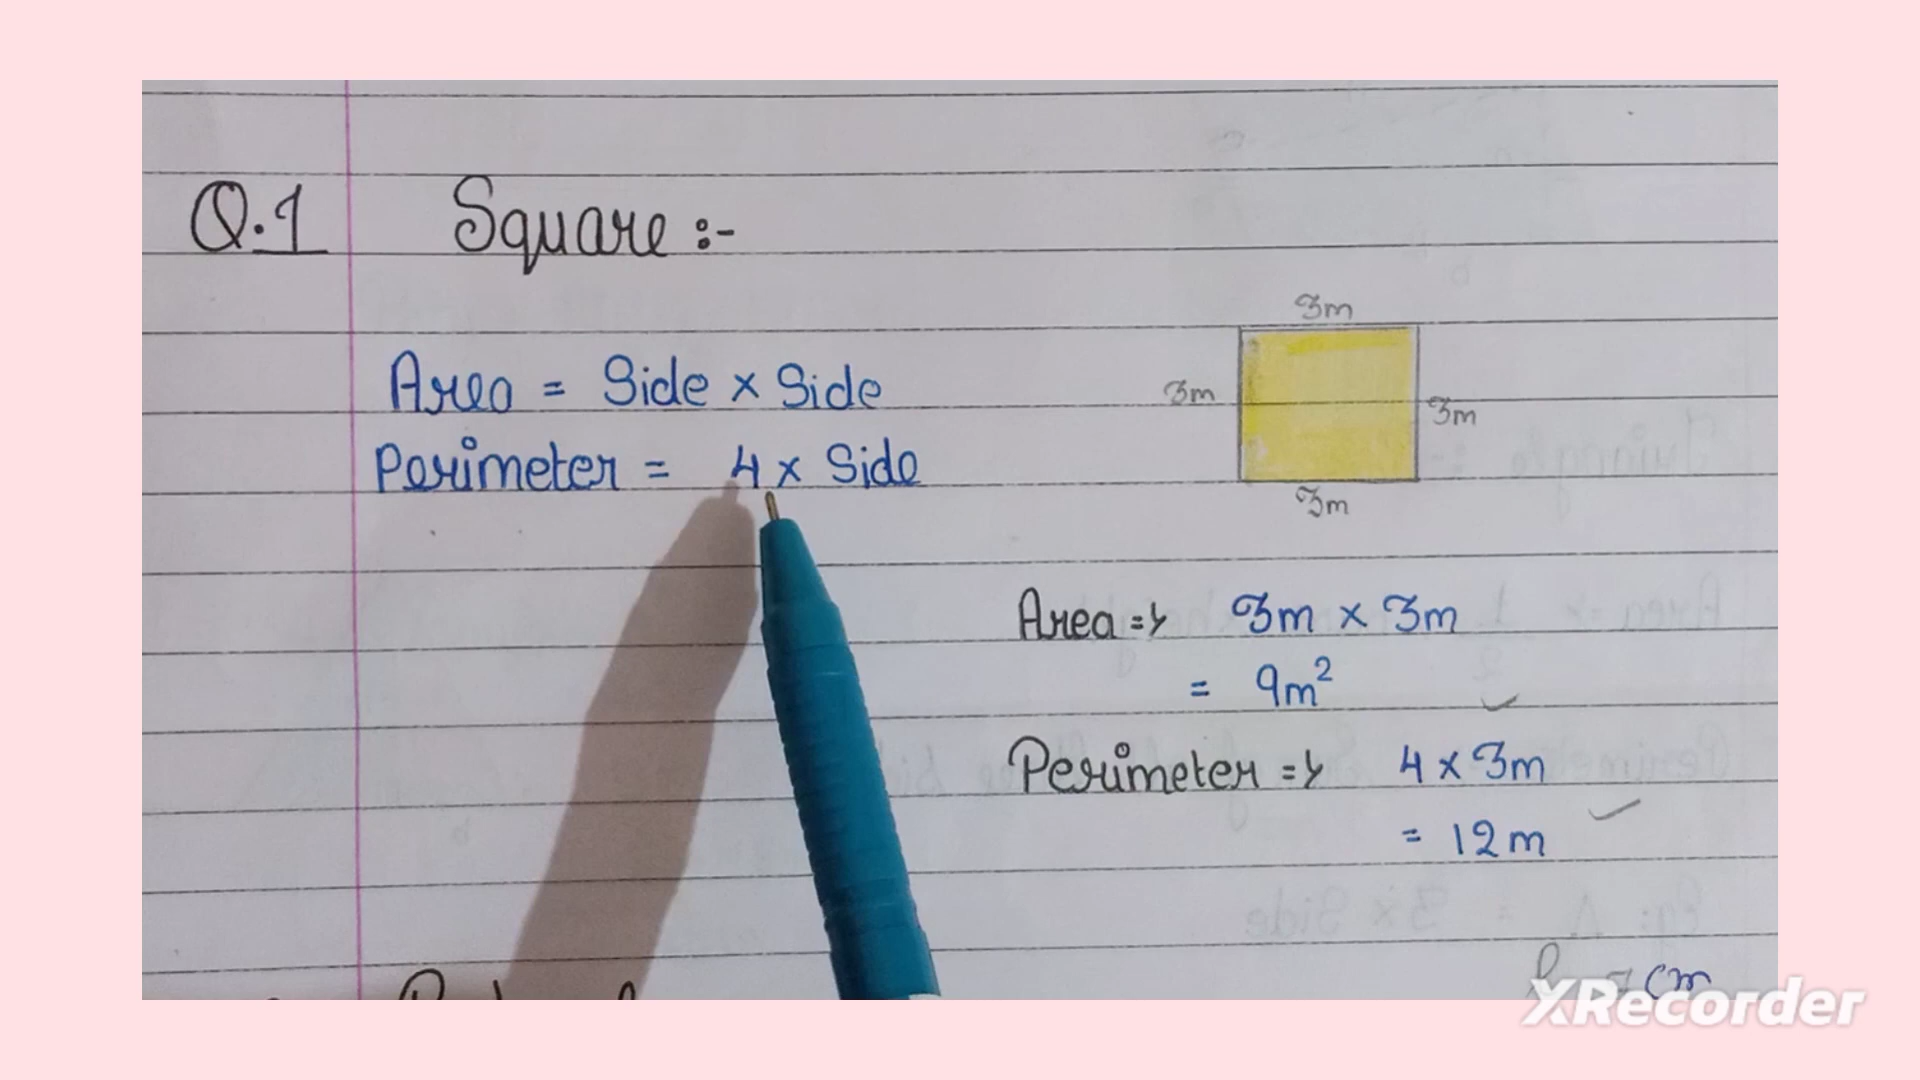 Q.1 Square :-
3m
Area = Side × Side
3m
3m
Perimeter = 4 × Side
3m
Area => 3m × 3m
= 9m²
Perimeter => 4 × 3m
= 12m
cm
XRecorder